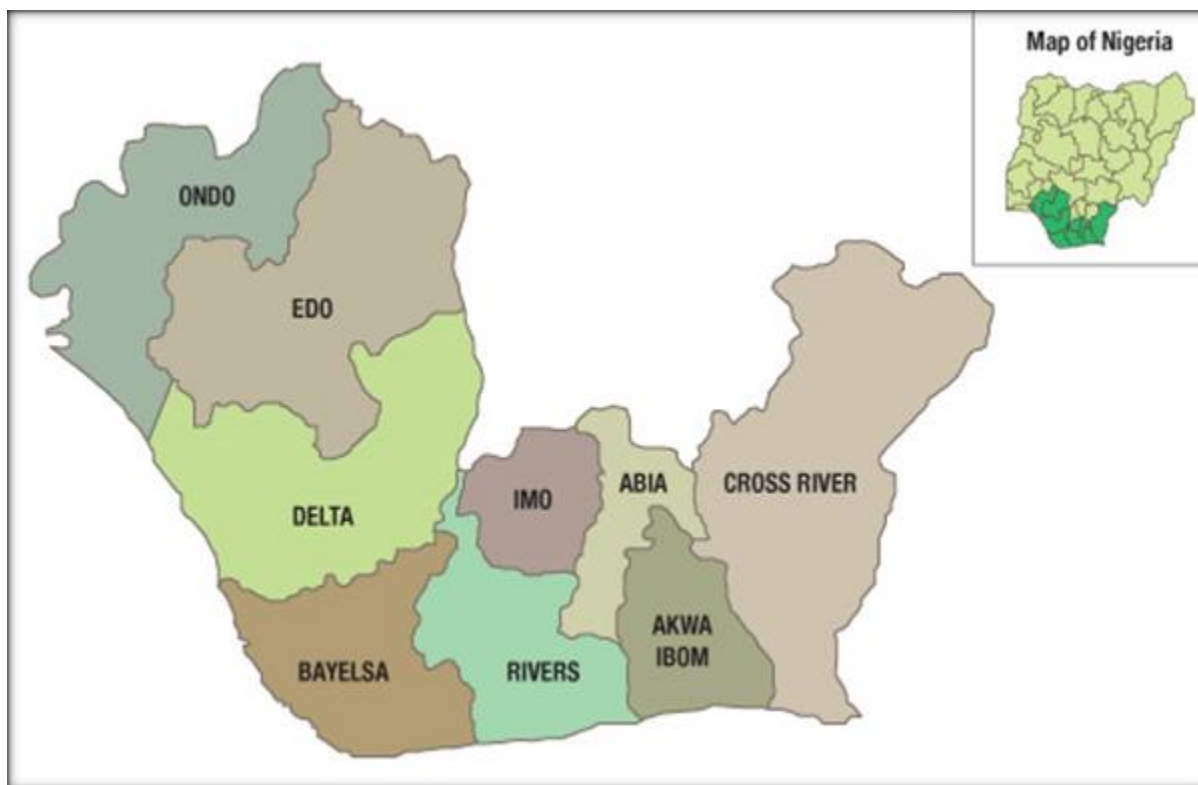 Map of Nigeria
ONDO
EDO
DELTA
IMO
ABIA
CROSS RIVER
BAYELSA
RIVERS
AKWA
IBOM